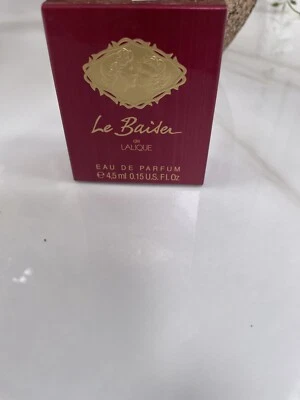 Le Baiser
DE
LALIQUE
EAU DE PARFUM
℮ 4,5 ml 0.15 U.S. Fl. Oz